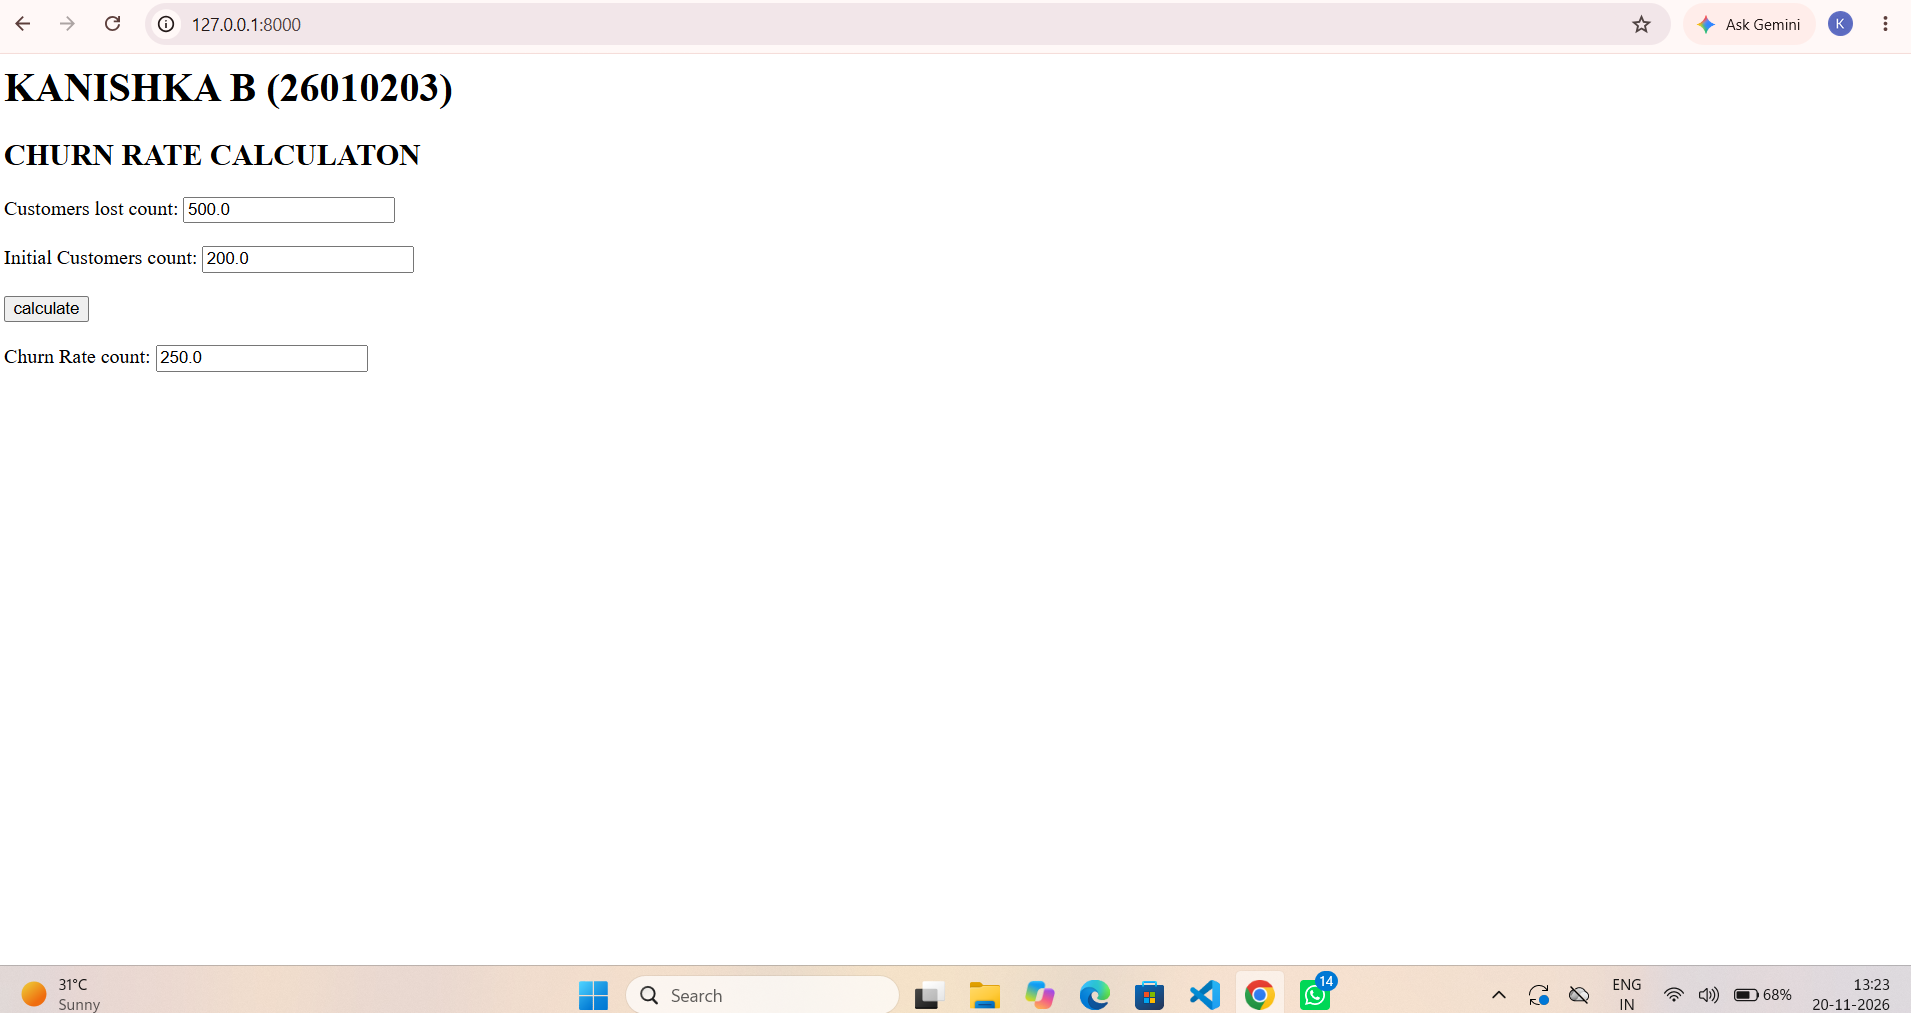 127.0.0.1:8000
Ask Gemini
K
KANISHKA B (26010203)
CHURN RATE CALCULATON
Customers lost count: 500.0
Initial Customers count: 200.0
calculate
Churn Rate count: 250.0
31°C
Sunny
Search
14
ENG
IN
68%
13:23
20-11-2026